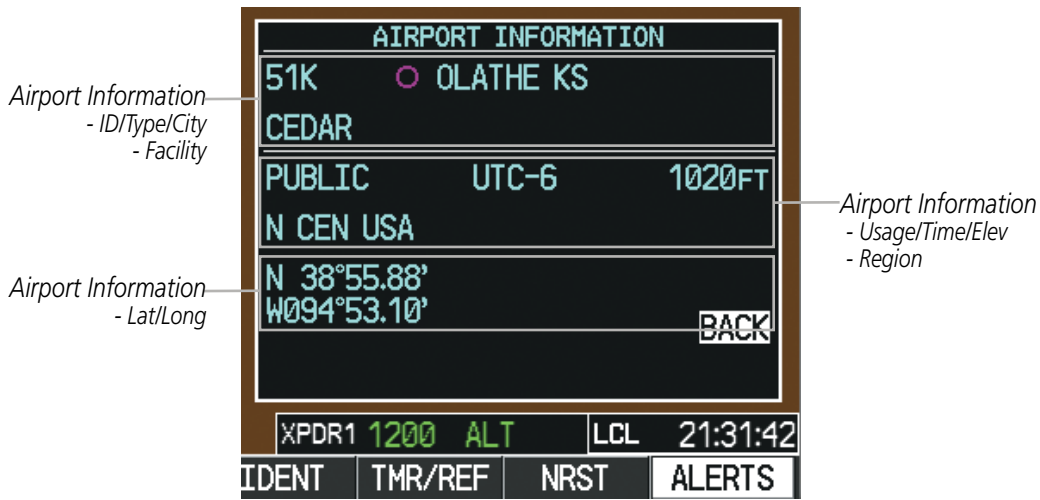 AIRPORT INFORMATION
51K OLATHE KS
CEDAR
PUBLIC UTC-6 1020FT
N CEN USA
N 38°55.88'
W094°53.10'
BACK
XPDR1 1200 ALT LCL 21:31:42
IDENT TMR/REF NRST ALERTS
Airport Information
- ID/Type/City
- Facility
Airport Information
- Lat/Long
Airport Information
- Usage/Time/Elev
- Region